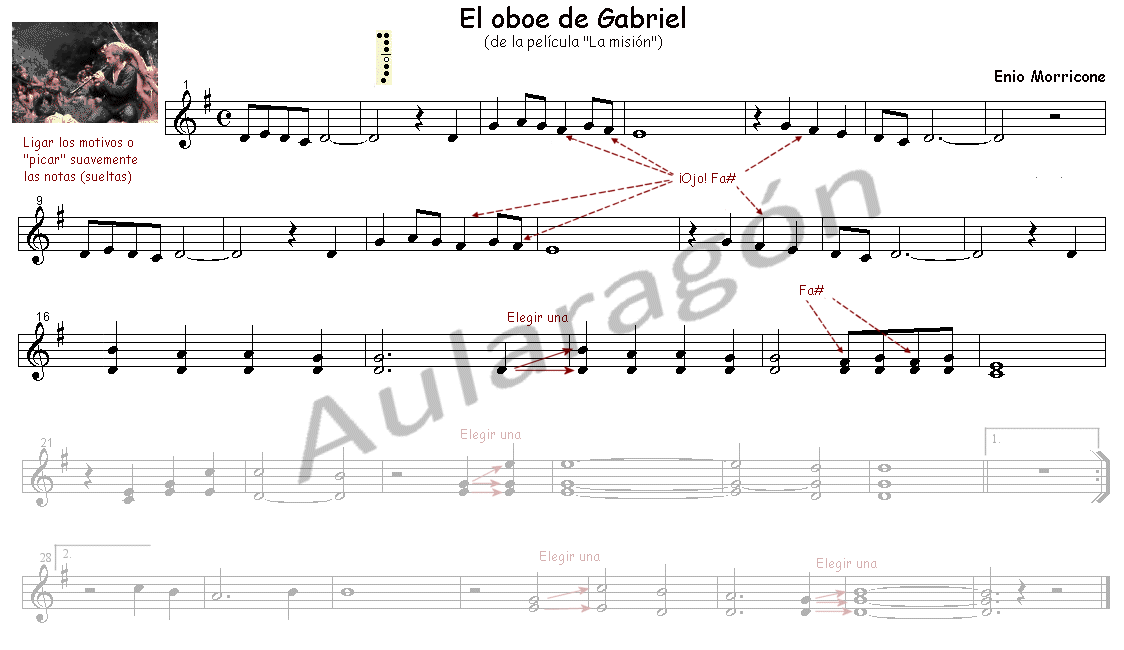 El oboe de Gabriel
(de la película "La misión")
Enio Morricone
1
Ligar los motivos o
"picar" suavemente
las notas (sueltas)
¡Ojo! Fa#
9
Fa#
16
Elegir una
Aularagón
21
Elegir una
1.
28
2.
Elegir una
Elegir una